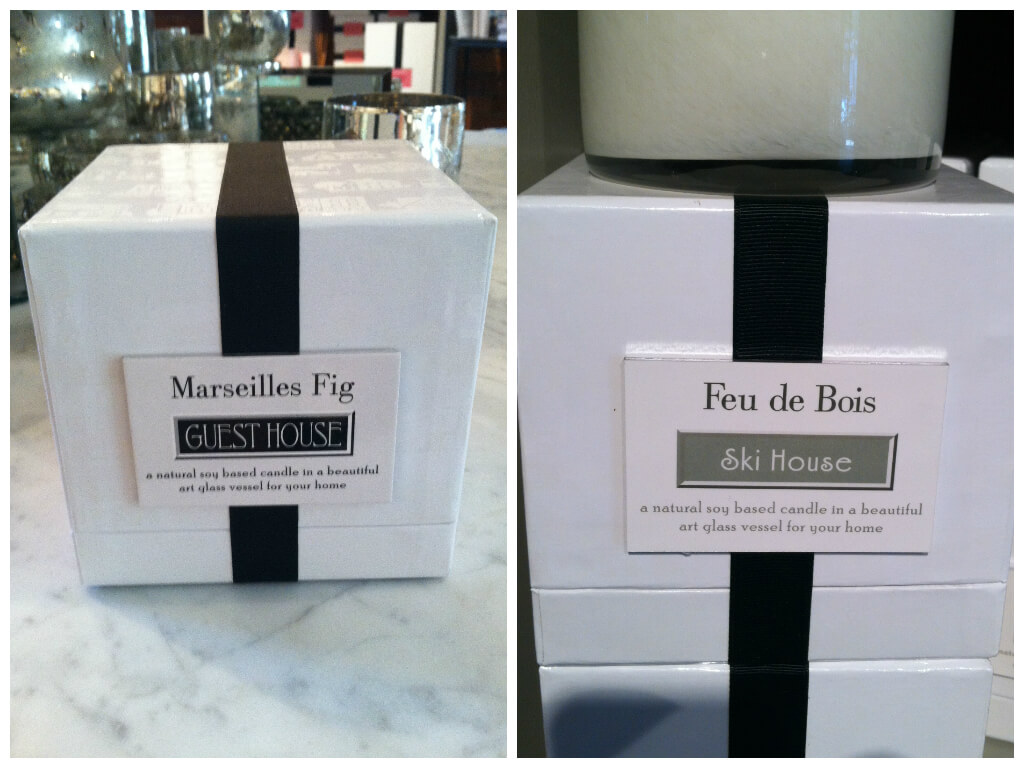 Marseilles Fig
GUEST HOUSE
a natural soy based candle in a beautiful
art glass vessel for your home
Feu de Bois
Ski House
a natural soy based candle in a beautiful
art glass vessel for your home